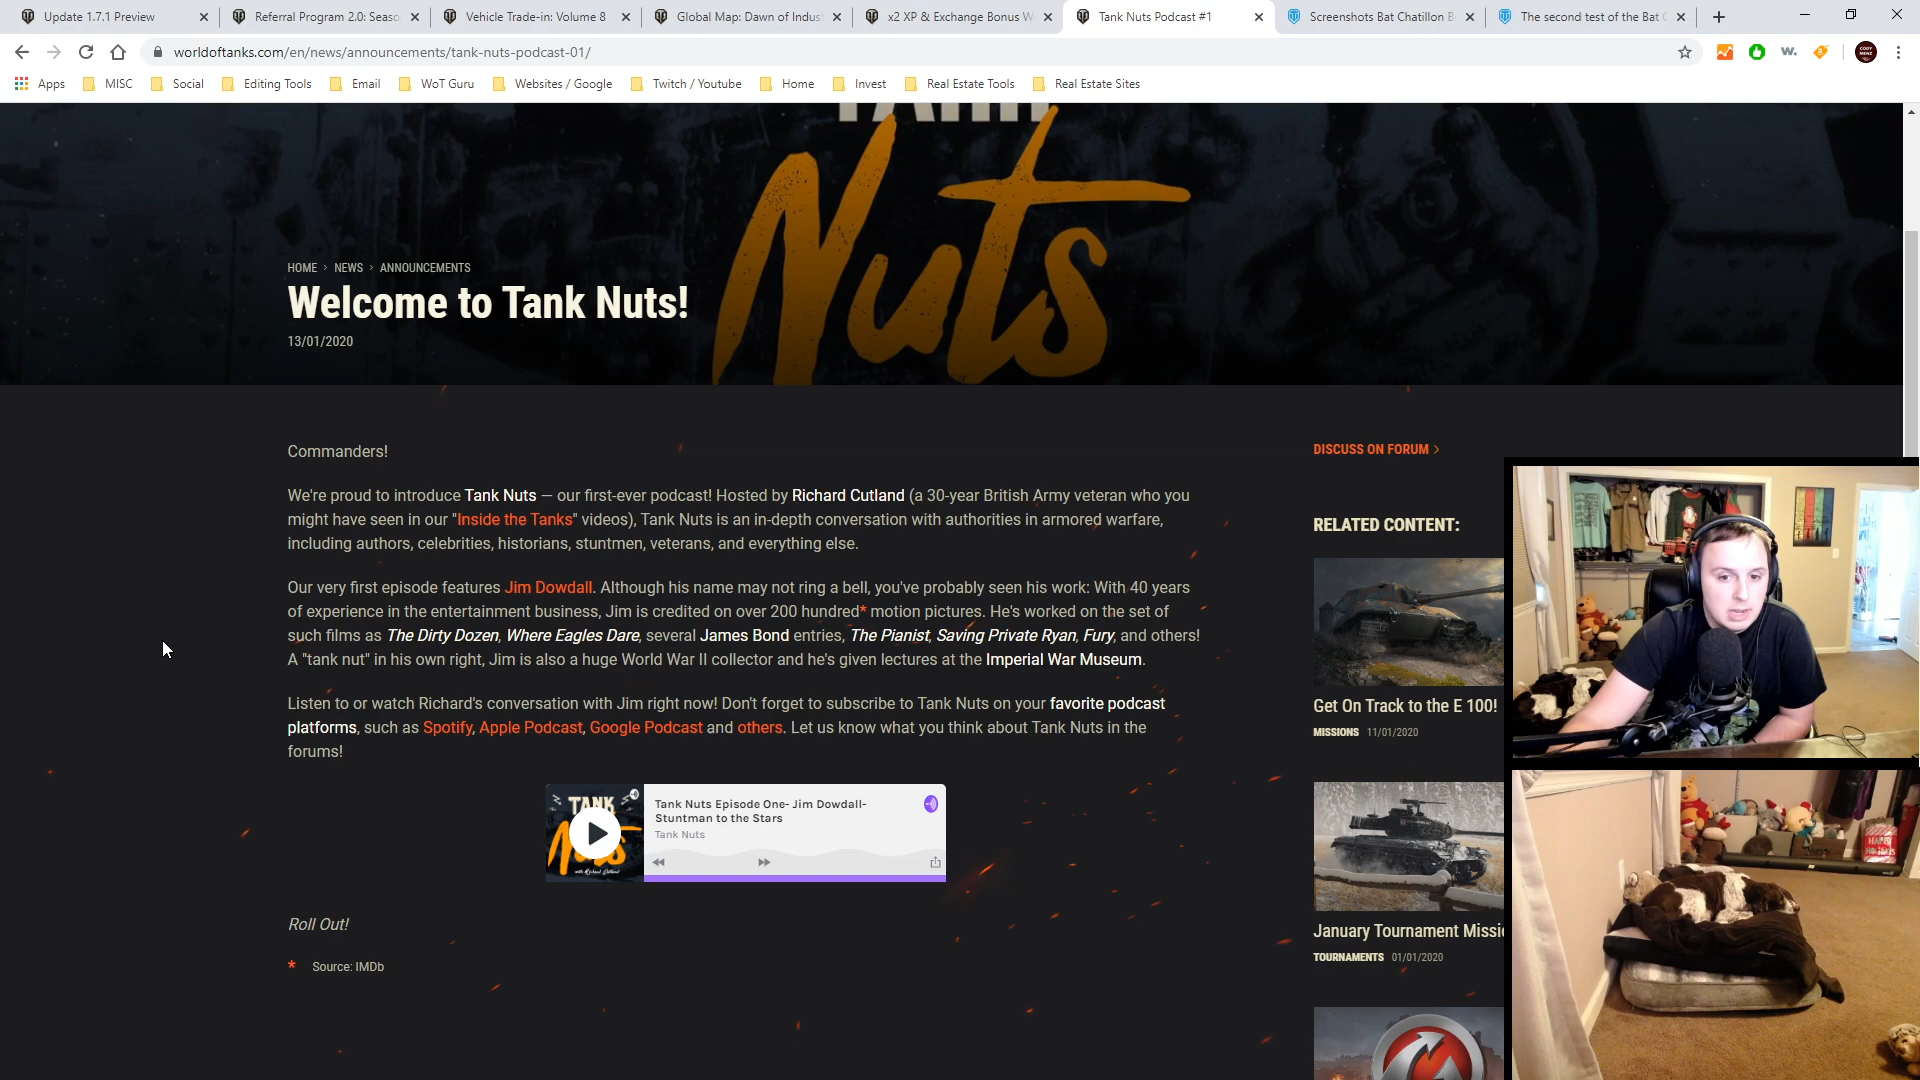 Update 1.7.1 Preview
Referral Program 2.0: Seaso
Vehicle Trade-in: Volume 8
Global Map: Dawn of Indust
x2 XP & Exchange Bonus W
Tank Nuts Podcast #1
Screenshots Bat Chatillon B
The second test of the Bat C
worldoftanks.com/en/news/announcements/tank-nuts-podcast-01/
Apps
MISC
Social
Editing Tools
Email
WoT Guru
Websites / Google
Twitch / Youtube
Home
Invest
Real Estate Tools
Real Estate Sites
TANK
Nuts
HOME > NEWS > ANNOUNCEMENTS
Welcome to Tank Nuts!
13/01/2020
Commanders!
We're proud to introduce Tank Nuts — our first-ever podcast! Hosted by Richard Cutland (a 30-year British Army veteran who you
might have seen in our "Inside the Tanks" videos), Tank Nuts is an in-depth conversation with authorities in armored warfare,
including authors, celebrities, historians, stuntmen, veterans, and everything else.
Our very first episode features Jim Dowdall. Although his name may not ring a bell, you've probably seen his work: With 40 years
of experience in the entertainment business, Jim is credited on over 200 hundred* motion pictures. He's worked on the set of
such films as The Dirty Dozen, Where Eagles Dare, several James Bond entries, The Pianist, Saving Private Ryan, Fury, and others!
A "tank nut" in his own right, Jim is also a huge World War II collector and he's given lectures at the Imperial War Museum.
Listen to or watch Richard's conversation with Jim right now! Don't forget to subscribe to Tank Nuts on your favorite podcast
platforms, such as Spotify, Apple Podcast, Google Podcast and others. Let us know what you think about Tank Nuts in the
forums!
TANK
Nuts
with Richard Cutland
Tank Nuts Episode One- Jim Dowdall-
Stuntman to the Stars
Tank Nuts
Roll Out!
* Source: IMDb
DISCUSS ON FORUM >
RELATED CONTENT:
Get On Track to the E 100!
MISSIONS 11/01/2020
January Tournament Missi
TOURNAMENTS 01/01/2020